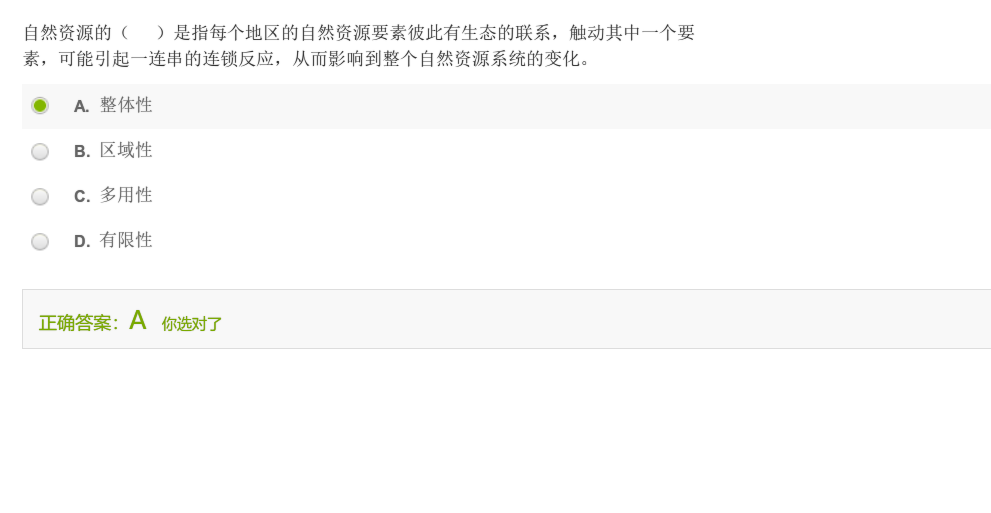 自然资源的（　）是指每个地区的自然资源要素彼此有生态的联系，触动其中一个要
素，可能引起一连串的连锁反应，从而影响到整个自然资源系统的变化。
A. 整体性
B. 区域性
C. 多用性
D. 有限性
正确答案：A 你选对了